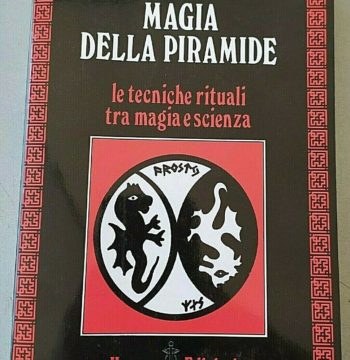 MAGIA
DELLA PIRAMIDE
le tecniche rituali
tra magia e scienza